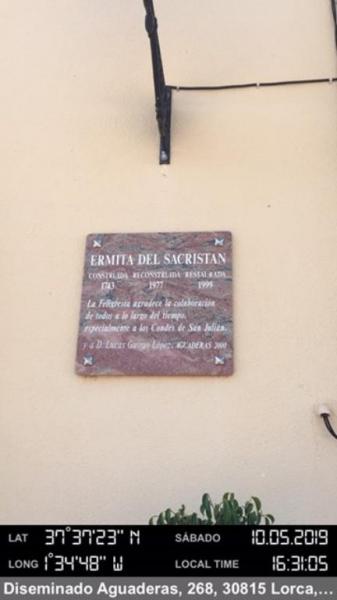 ERMITA DEL SACRISTAN
CONSTRUIDA RECONSTRUIDA RESTAURADA
1743 1977 1999
La Feligresía agradece la colaboración
de todos a lo largo del tiempo,
especialmente a los Condes de San Julián,
y a D. Lucas Guirao López. AGUADERAS 2000
LAT 37°37'23" N SÁBADO 10.05.2019
LONG 1°34'48" W LOCAL TIME 16:31:05
Diseminado Aguaderas, 268, 30815 Lorca,...